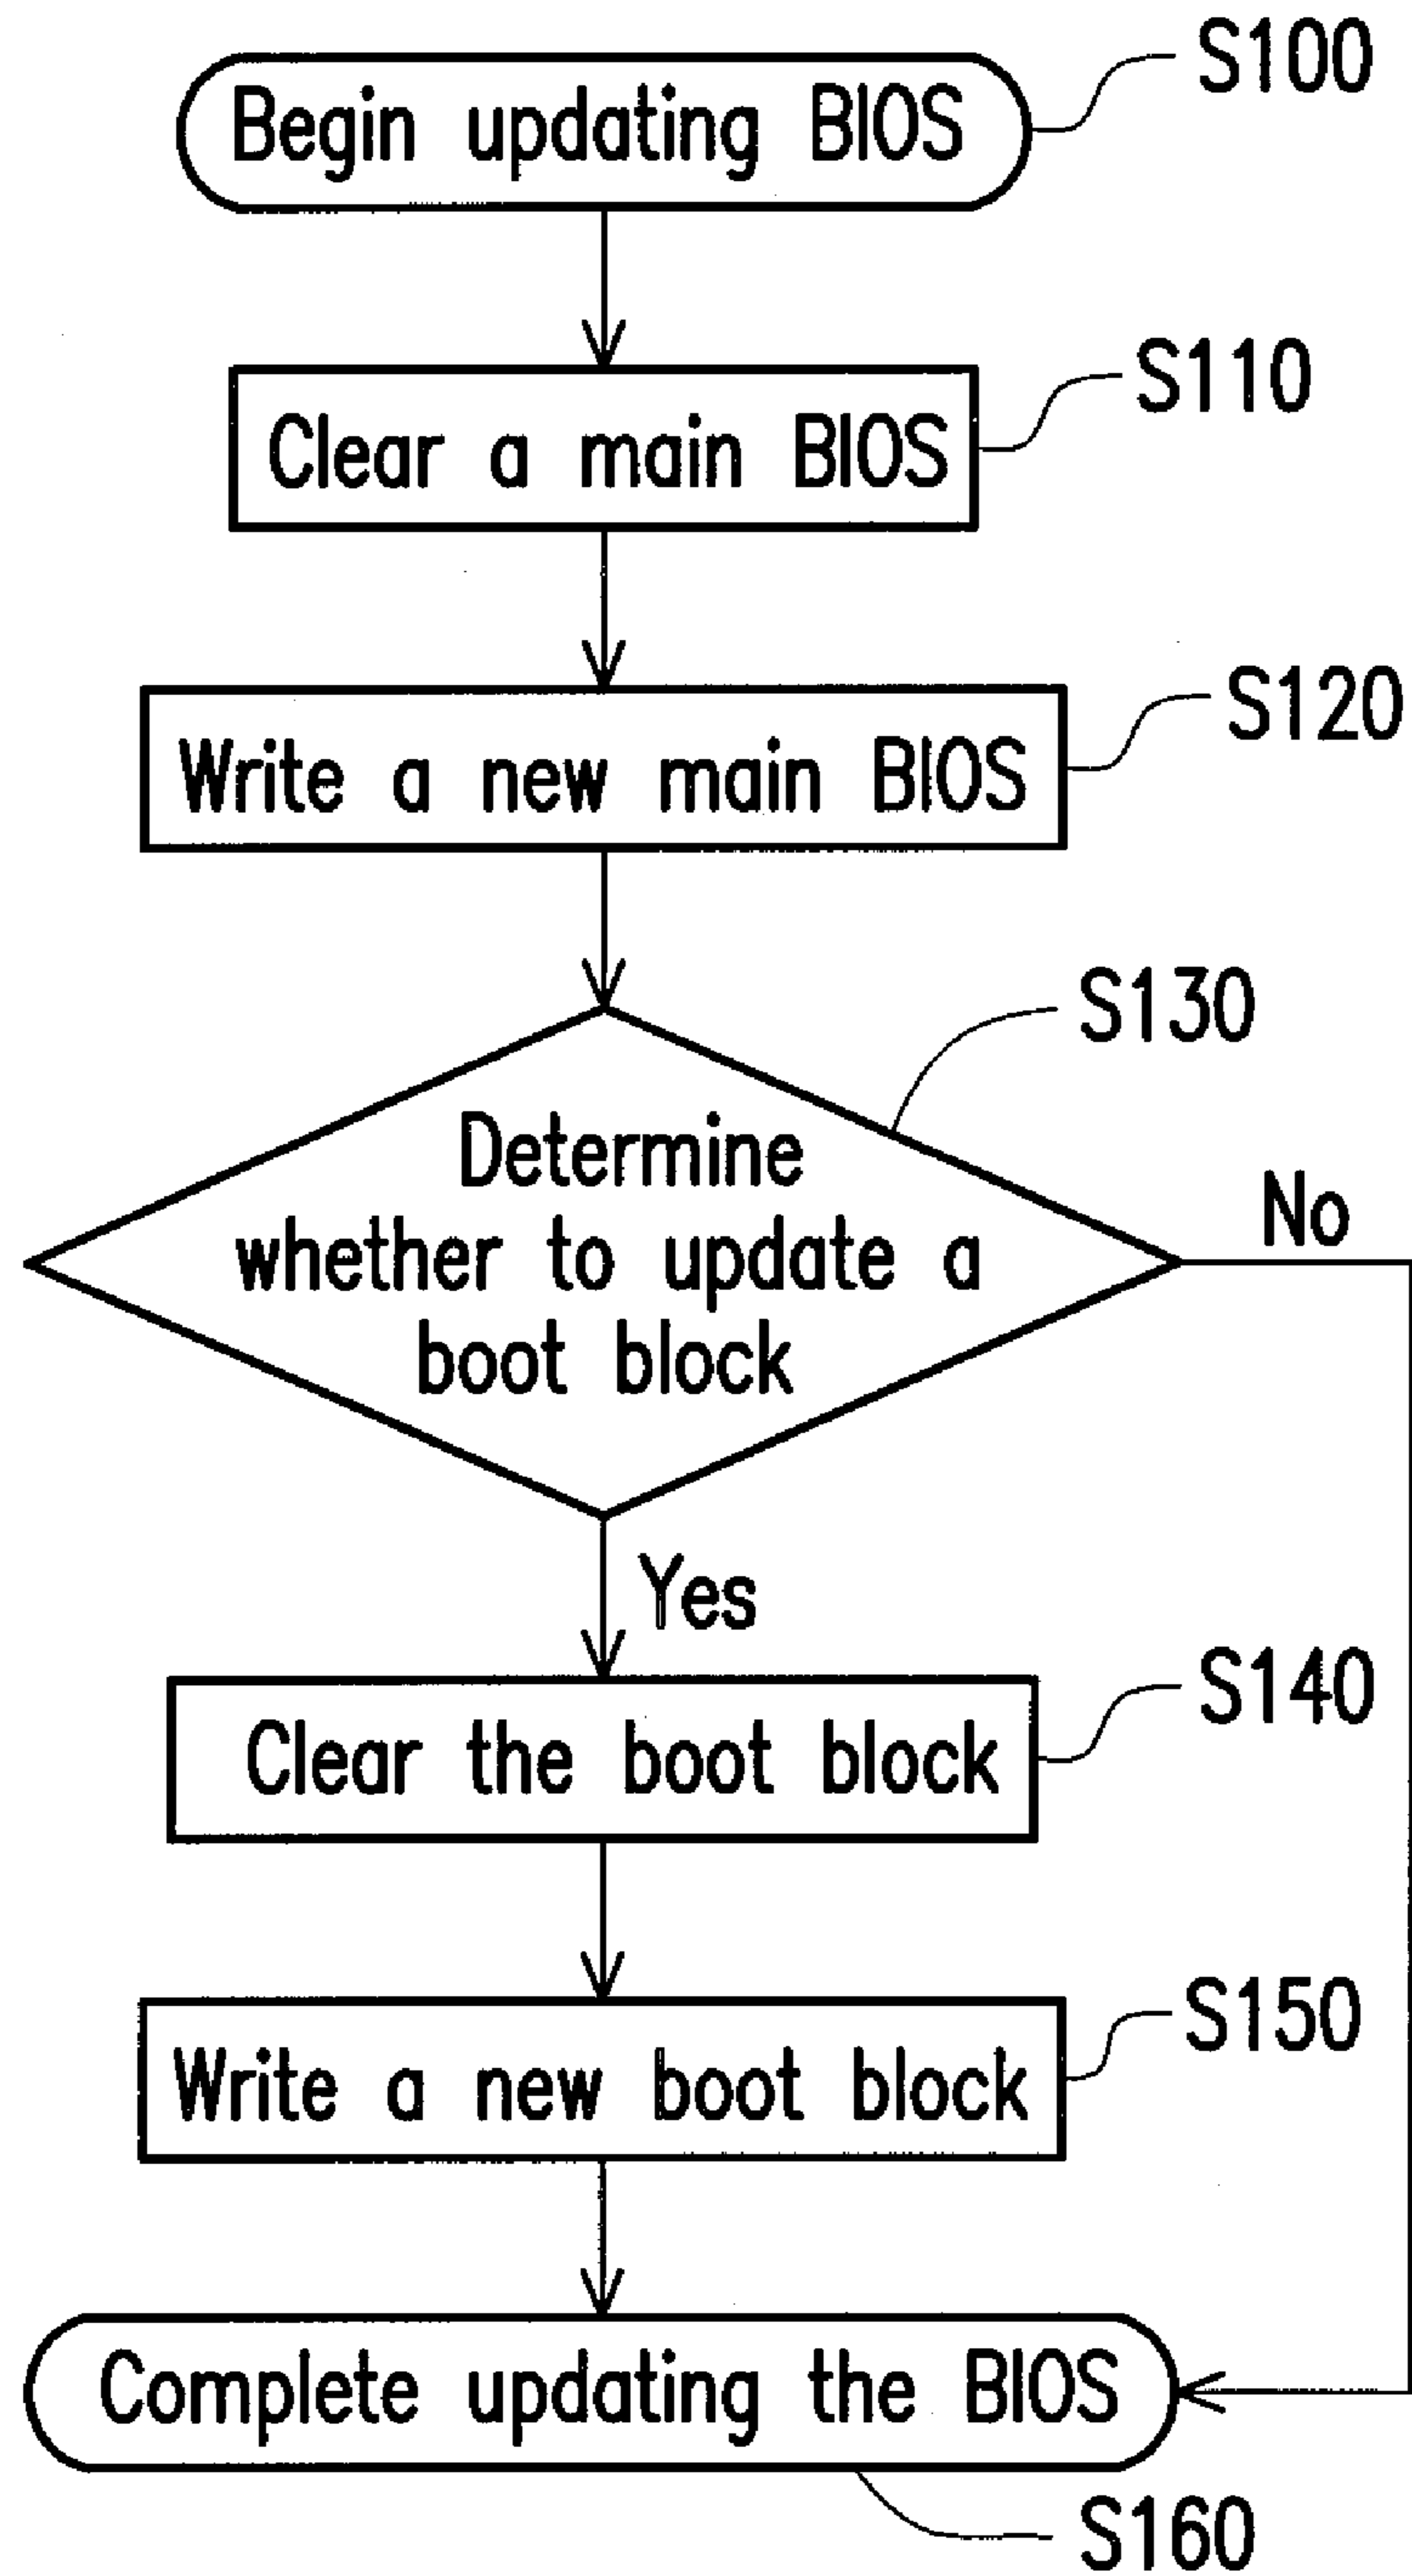 Begin updating BIOS
S100
Clear a main BIOS
S110
Write a new main BIOS
S120
S130
Determine
whether to update a
boot block
No
Yes
Clear the boot block
S140
Write a new boot block
S150
Complete updating the BIOS
S160